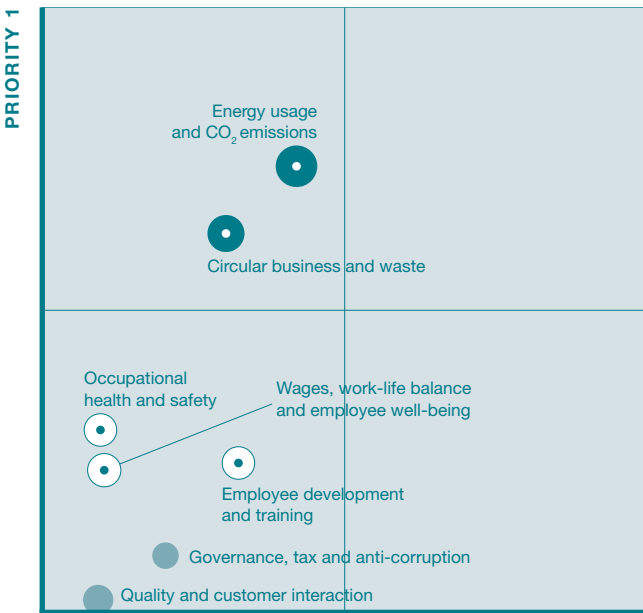 PRIORITY 1
Energy usage
and CO2 emissions
Circular business and waste
Occupational
health and safety
Wages, work-life balance
and employee well-being
Employee development
and training
Governance, tax and anti-corruption
Quality and customer interaction